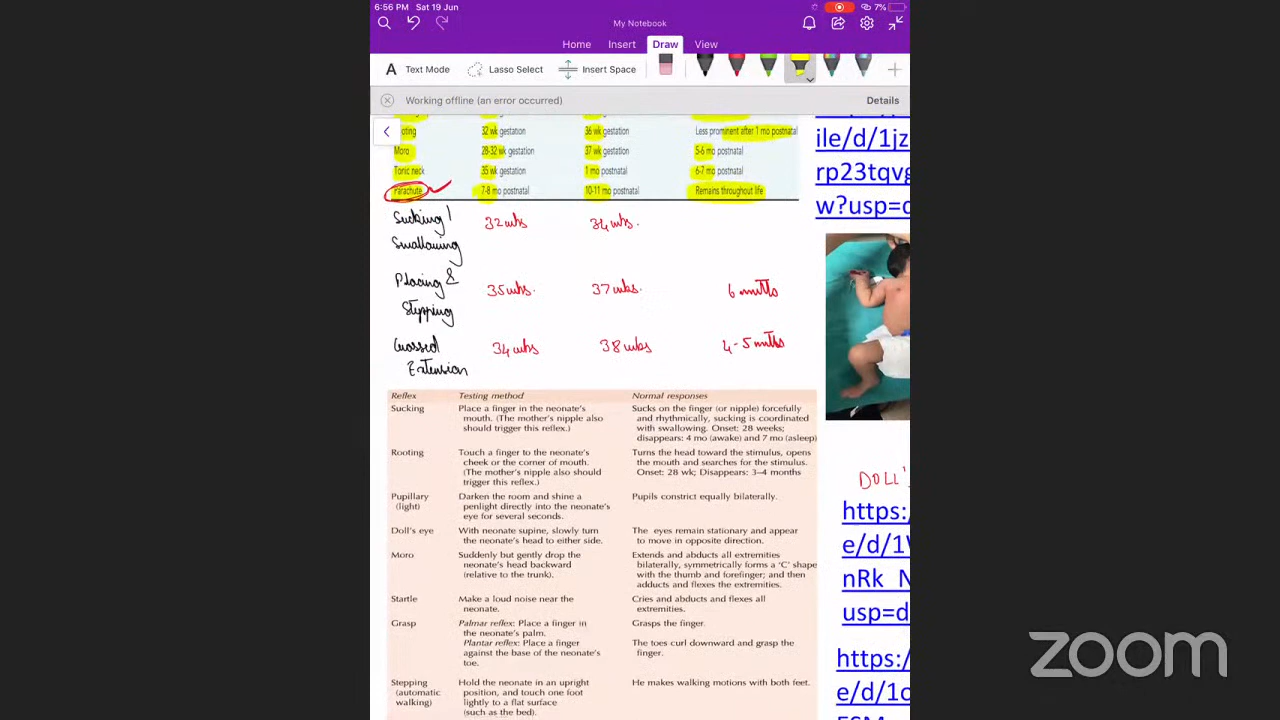 6:56 PM Sat 19 Jun
7%
My Notebook
Home Insert Draw View
Text Mode Lasso Select Insert Space
Working offline (an error occurred) Details
ooting 32 wk gestation 36 wk gestation Less prominent after 1 mo postnatal
Moro 28-32 wk gestation 37 wk gestation 5-6 mo postnatal
Tonic neck 35 wk gestation 1 mo postnatal 6-7 mo postnatal
Parachute 7-8 mo postnatal 10-11 mo postnatal Remains throughout life
Sucking / 32 wks 34 wks.
Swallowing
Placing & 35 wks. 37 wks. 6 mnths
Stepping
Crossed 34 wks 38 wks 4-5 mnths
Extension
Reflex Testing method Normal responses
Sucking Place a finger in the neonate's Sucks on the finger (or nipple) forcefully
mouth. (The mother's nipple also and rhythmically, sucking is coordinated
should trigger this reflex.) with swallowing. Onset: 28 weeks;
disappears: 4 mo (awake) and 7 mo (asleep)
Rooting Touch a finger to the neonate's Turns the head toward the stimulus, opens
cheek or the corner of mouth. the mouth and searches for the stimulus.
(The mother's nipple also should Onset: 28 wk; Disappears: 3–4 months
trigger this reflex.)
Pupillary Darken the room and shine a Pupils constrict equally bilaterally.
(light) penlight directly into the neonate's
eye for several seconds.
Doll's eye With neonate supine, slowly turn The eyes remain stationary and appear
the neonate's head to either side. to move in opposite direction.
Moro Suddenly but gently drop the Extends and abducts all extremities
neonate's head backward bilaterally, symmetrically forms a 'C' shape
(relative to the trunk). with the thumb and forefinger; and then
adducts and flexes the extremities.
Startle Make a loud noise near the Cries and abducts and flexes all
neonate. extremities.
Grasp Palmar reflex: Place a finger in Grasps the finger.
the neonate's palm.
Plantar reflex: Place a finger The toes curl downward and grasp the
against the base of the neonate's finger.
toe.
Stepping Hold the neonate in an upright He makes walking motions with both feet.
(automatic position, and touch one foot
walking) lightly to a flat surface
(such as the bed).
ile/d/1jz
rp23tqvg
w?usp=d
DOLL'
https:/
e/d/1
nRk_N
usp=d
https:/
e/d/1o
zoom